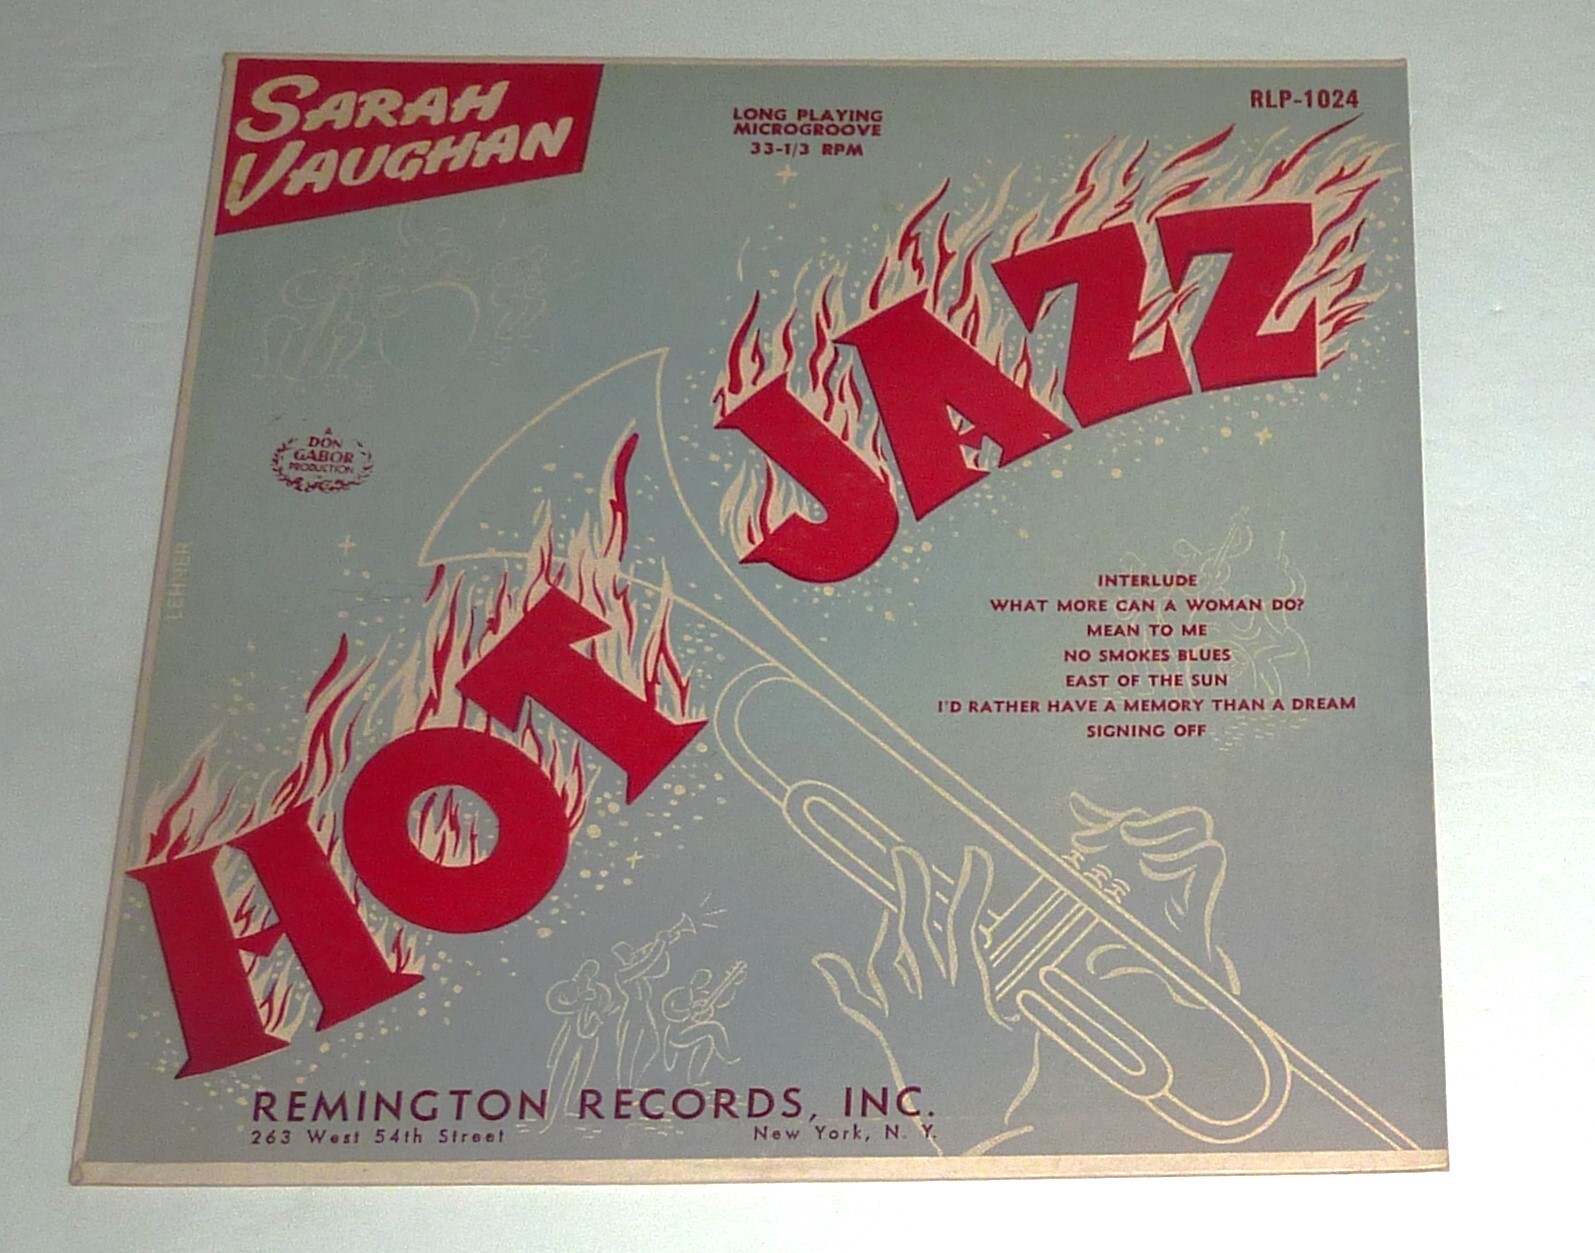 SARAH
VAUGHAN
LONG PLAYING
MICROGROOVE
33-1/3 RPM
RLP-1024
HOT JAZZ
A
DON
GABOR
PRODUCTION
LEHNER
INTERLUDE
WHAT MORE CAN A WOMAN DO?
MEAN TO ME
NO SMOKES BLUES
EAST OF THE SUN
I'D RATHER HAVE A MEMORY THAN A DREAM
SIGNING OFF
REMINGTON RECORDS, INC.
263 West 54th Street New York, N. Y.